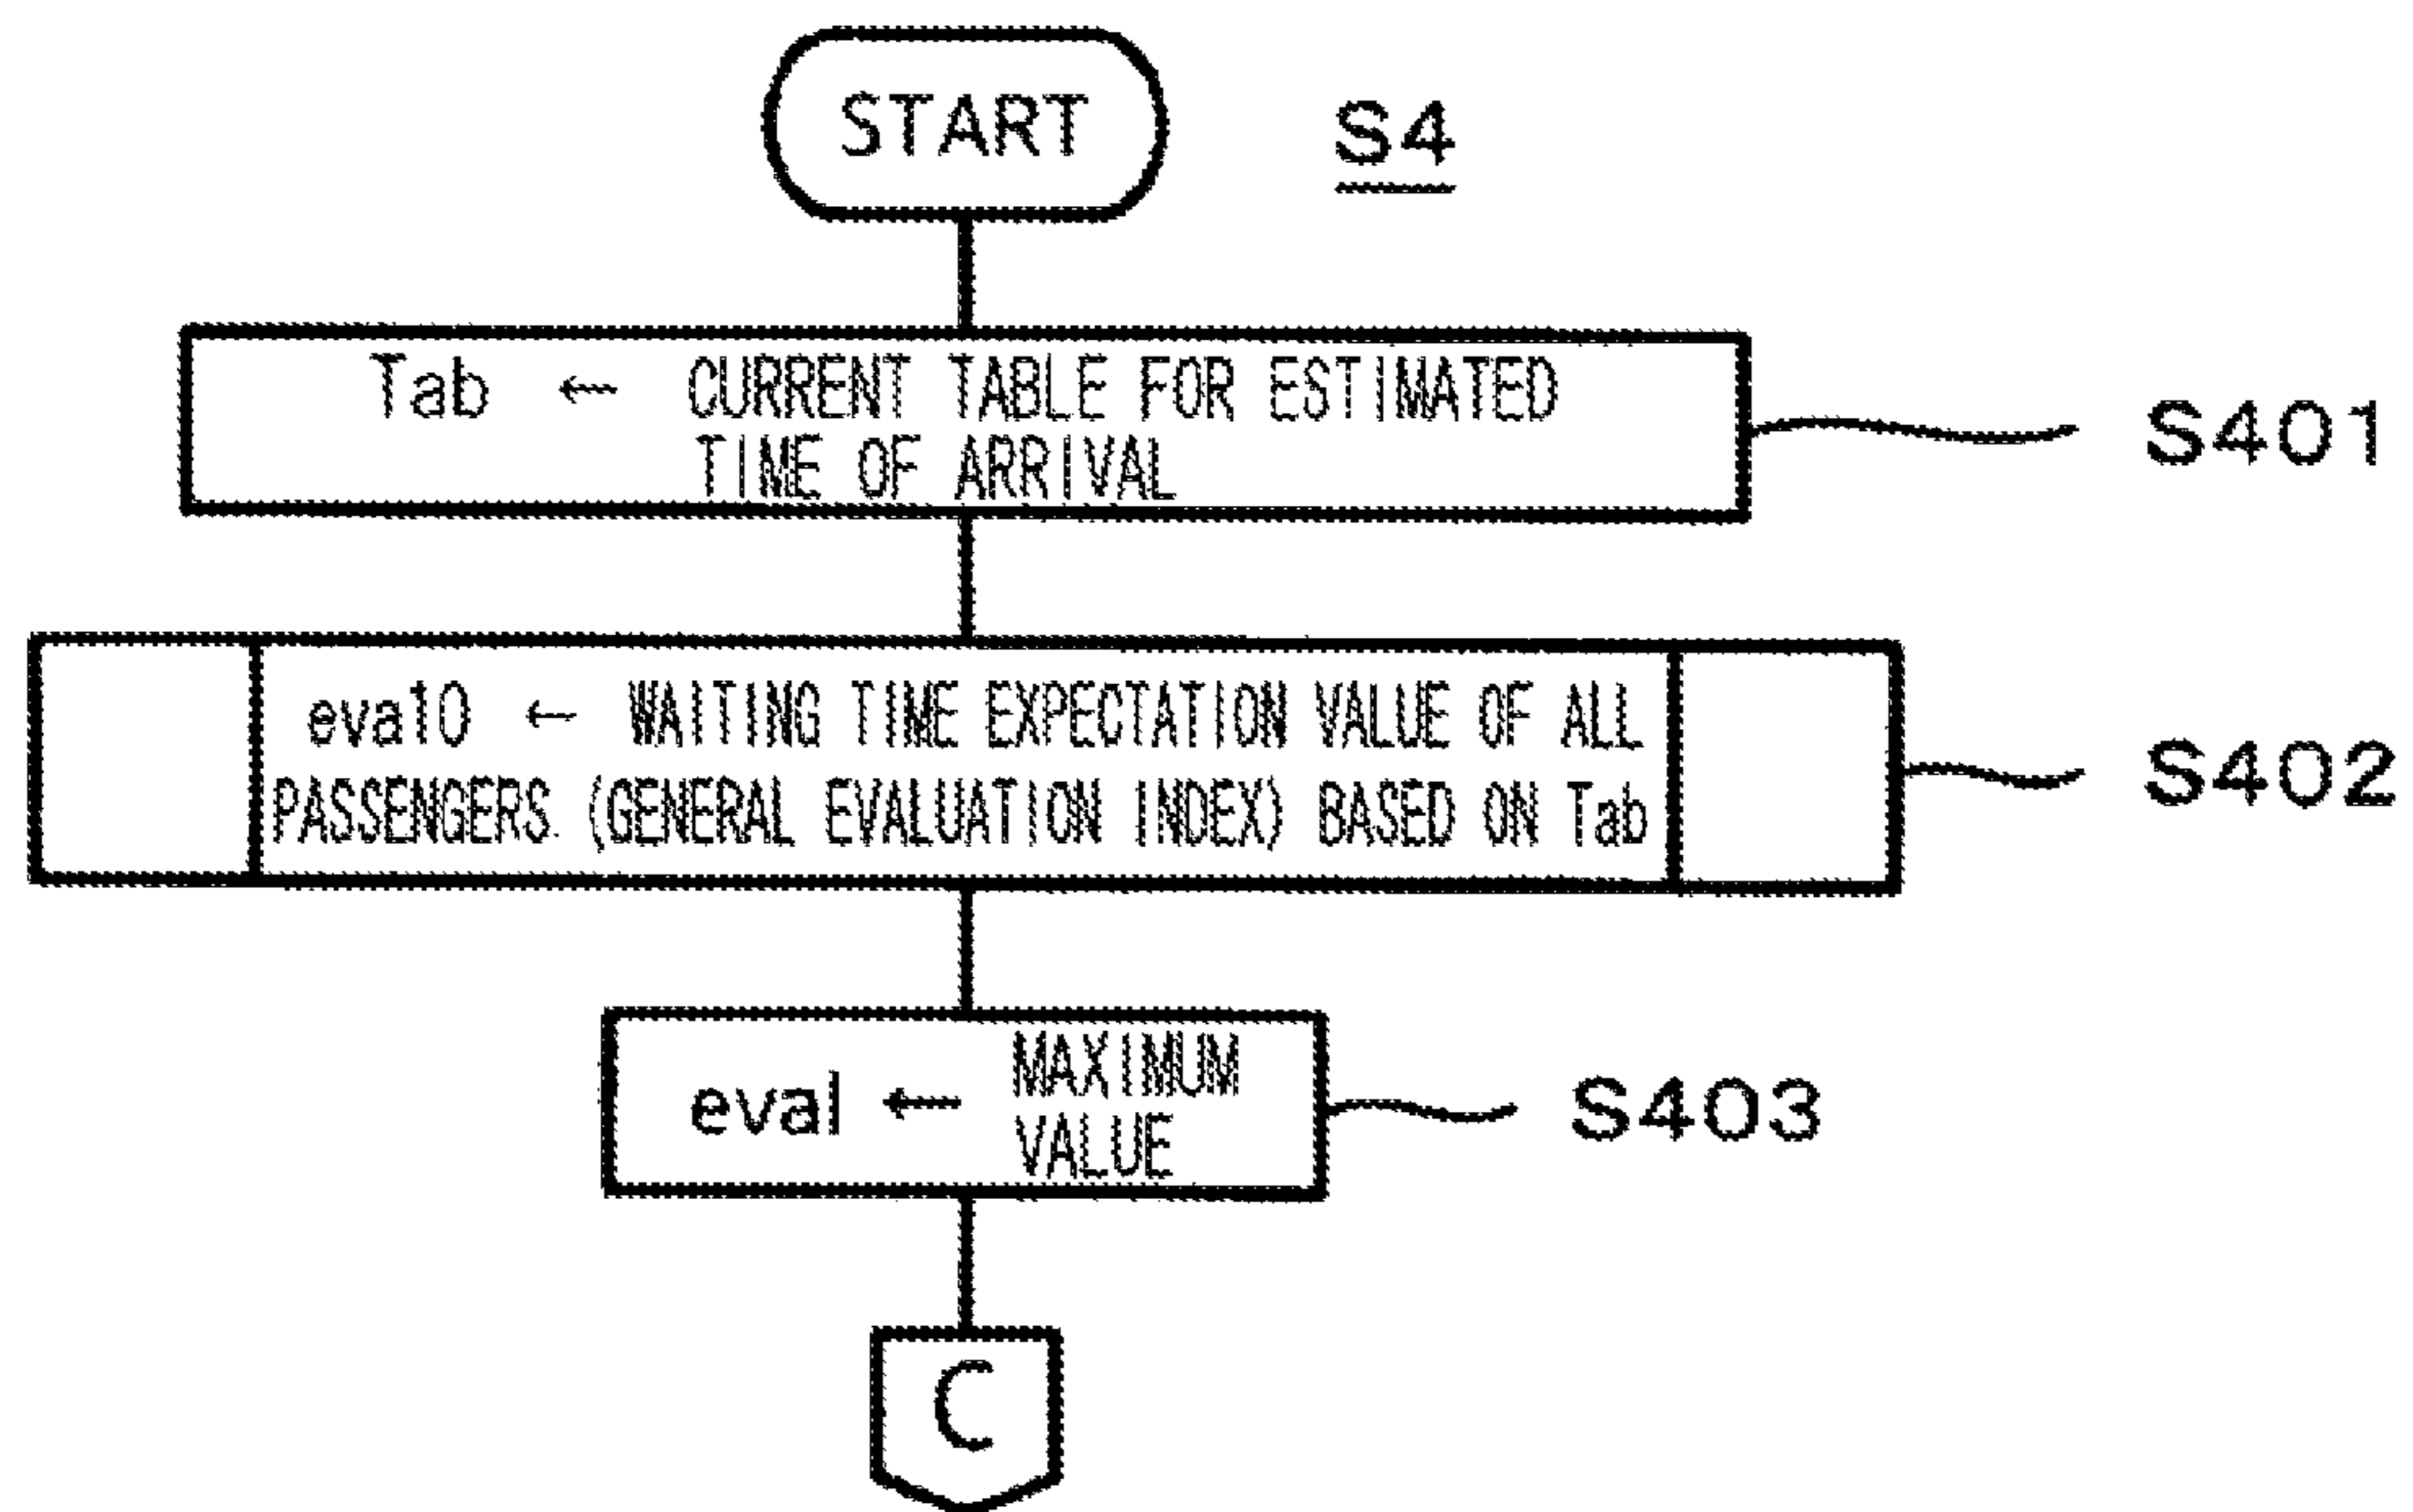 START
S4
Tab ← CURRENT TABLE FOR ESTIMATED
TIME OF ARRIVAL
S401
eval0 ← WAITING TIME EXPECTATION VALUE OF ALL
PASSENGERS (GENERAL EVALUATION INDEX) BASED ON Tab
S402
eval ← MAXIMUM
VALUE
S403
C